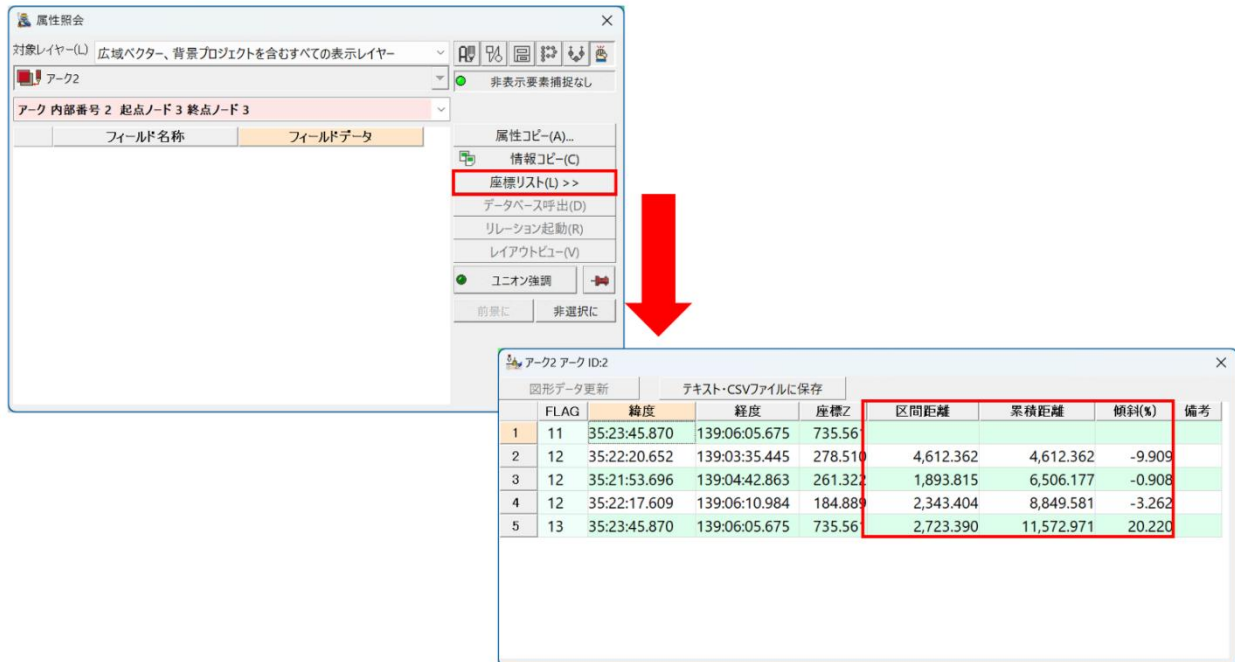 属性照会
対象レイヤー(L) 広域ベクター、背景プロジェクトを含むすべての表示レイヤー
アーク2
非表示要素捕捉なし
アーク 内部番号 2 起点ノード 3 終点ノード 3
フィールド名称 フィールドデータ
属性コピー(A)...
情報コピー(C)
座標リスト(L) >>
データベース呼出(D)
リレーション起動(R)
レイアウトビュー(V)
ユニオン強調
前景に 非選択に
アーク2 アーク ID:2
図形データ更新 テキスト・CSVファイルに保存
FLAG 緯度 経度 座標Z 区間距離 累積距離 傾斜(%) 備考
1 11 35:23:45.870 139:06:05.675 735.561
2 12 35:22:20.652 139:03:35.445 278.510 4,612.362 4,612.362 -9.909
3 12 35:21:53.696 139:04:42.863 261.322 1,893.815 6,506.177 -0.908
4 12 35:22:17.609 139:06:10.984 184.889 2,343.404 8,849.581 -3.262
5 13 35:23:45.870 139:06:05.675 735.561 2,723.390 11,572.971 20.220